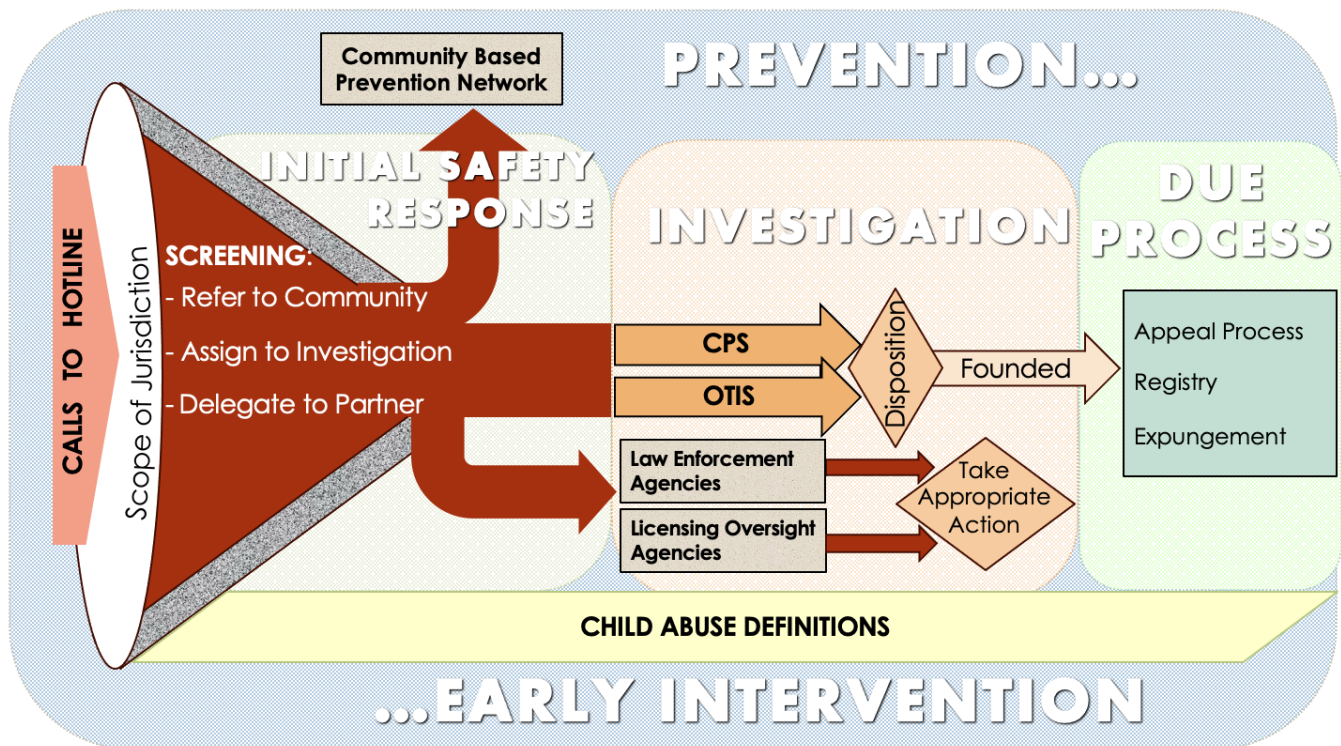 Community Based
Prevention Network
PREVENTION...
INITIAL SAFETY
RESPONSE
INVESTIGATION
DUE
PROCESS
CALLS TO HOTLINE
Scope of Jurisdiction
SCREENING:
- Refer to Community
- Assign to Investigation
- Delegate to Partner
CPS
OTIS
Disposition
Founded
Appeal Process
Registry
Expungement
Law Enforcement
Agencies
Licensing Oversight
Agencies
Take
Appropriate
Action
CHILD ABUSE DEFINITIONS
...EARLY INTERVENTION